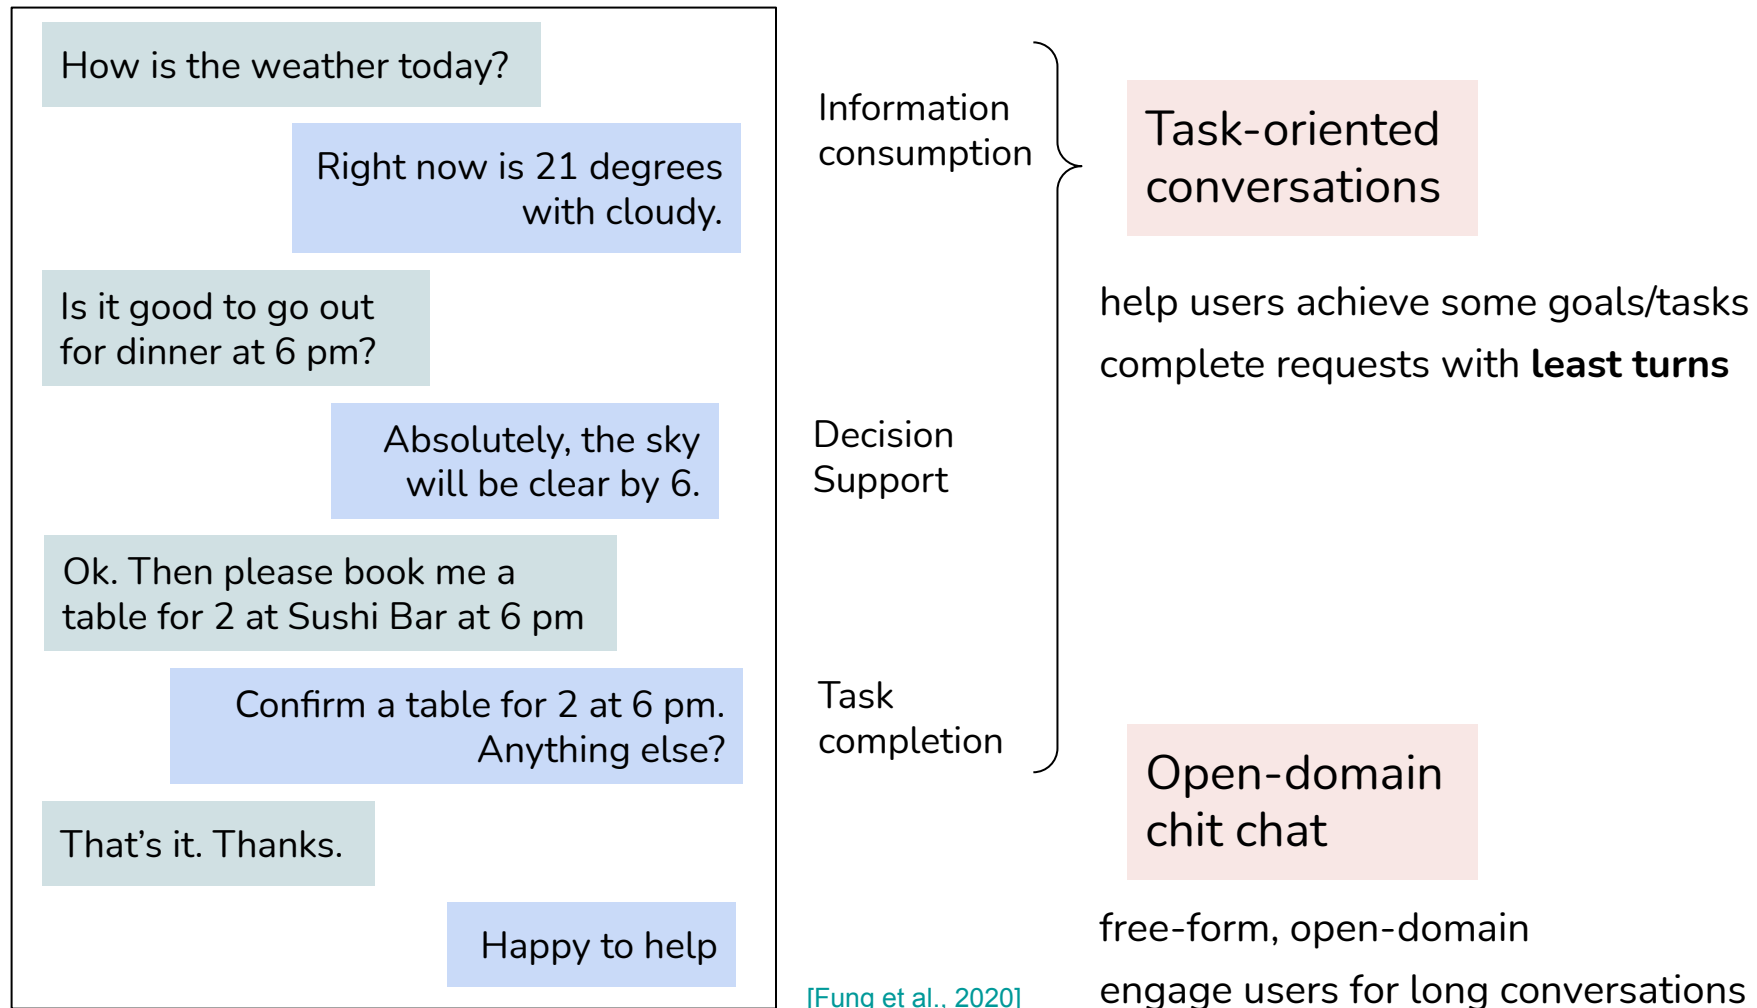 How is the weather today?
Right now is 21 degrees
with cloudy.
Is it good to go out
for dinner at 6 pm?
Absolutely, the sky
will be clear by 6.
Ok. Then please book me a
table for 2 at Sushi Bar at 6 pm
Confirm a table for 2 at 6 pm.
Anything else?
That’s it. Thanks.
Happy to help
Information
consumption
Decision
Support
Task
completion
[Fung et al., 2020]
Task-oriented
conversations
help users achieve some goals/tasks
complete requests with least turns
Open-domain
chit chat
free-form, open-domain
engage users for long conversations